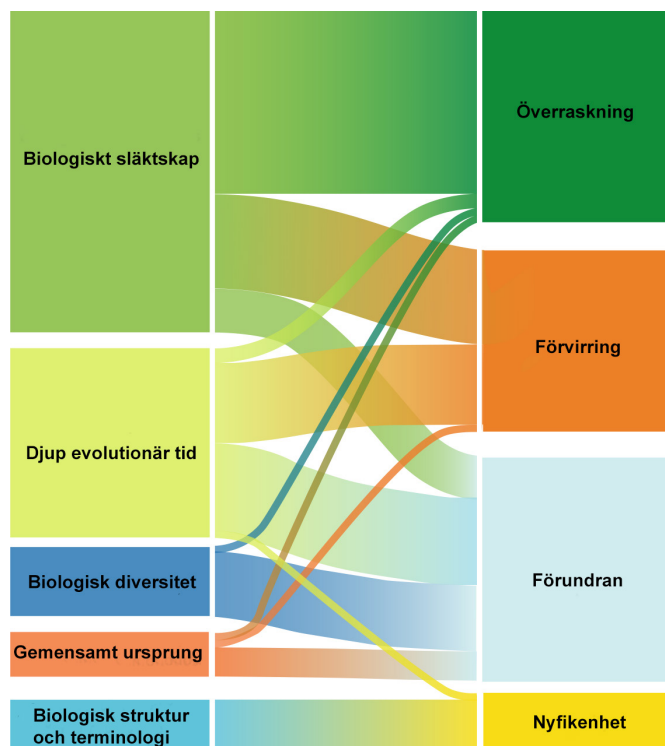 Biologiskt släktskap
Djup evolutionär tid
Biologisk diversitet
Gemensamt ursprung
Biologisk struktur
och terminologi
Överraskning
Förvirring
Förundran
Nyfikenhet